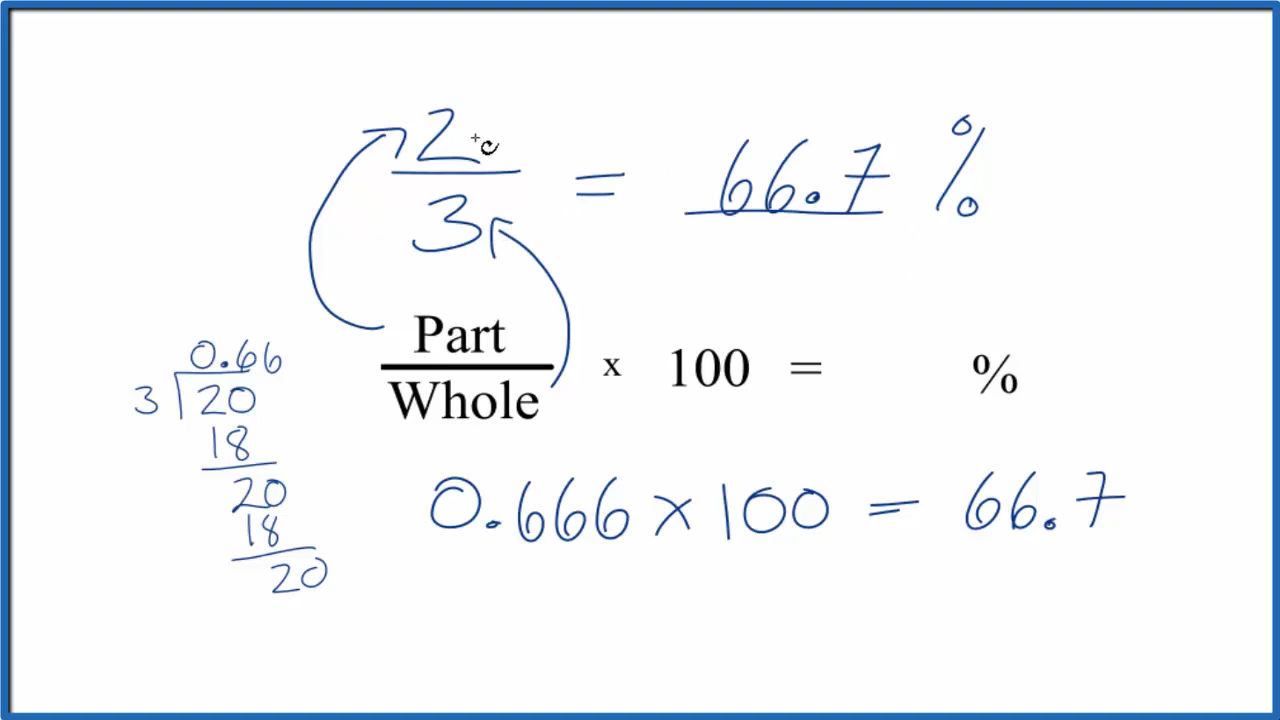 2/3 = 66.7 %
Part/Whole x 100 = %
0.66
3 20
18
20
18
20
0.666 x 100 = 66.7